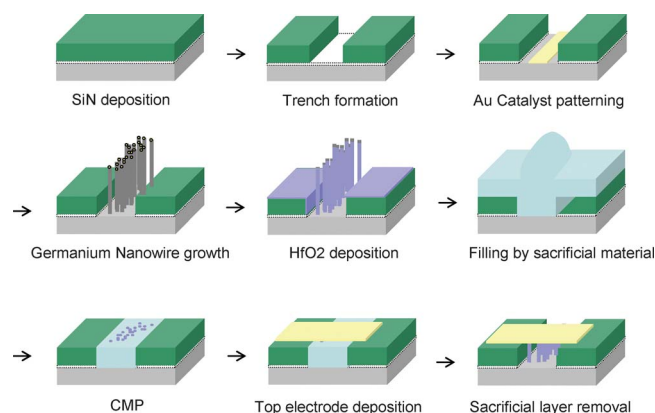 SiN deposition
Trench formation
Au Catalyst patterning
Germanium Nanowire growth
HfO2 deposition
Filling by sacrificial material
CMP
Top electrode deposition
Sacrificial layer removal